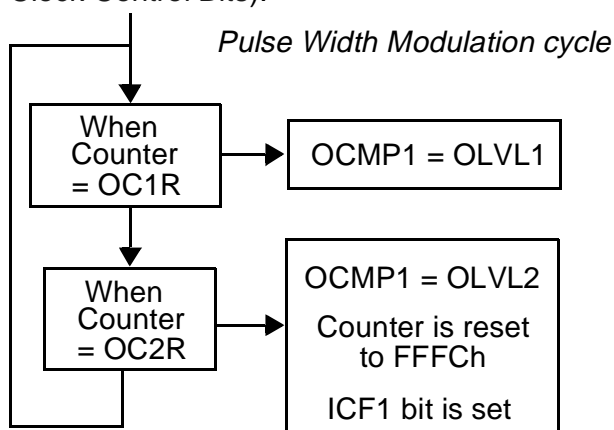 Clock Control Bits).
Pulse Width Modulation cycle
When
Counter
= OC1R
OCMP1 = OLVL1
When
Counter
= OC2R
OCMP1 = OLVL2
Counter is reset
to FFFCh
ICF1 bit is set